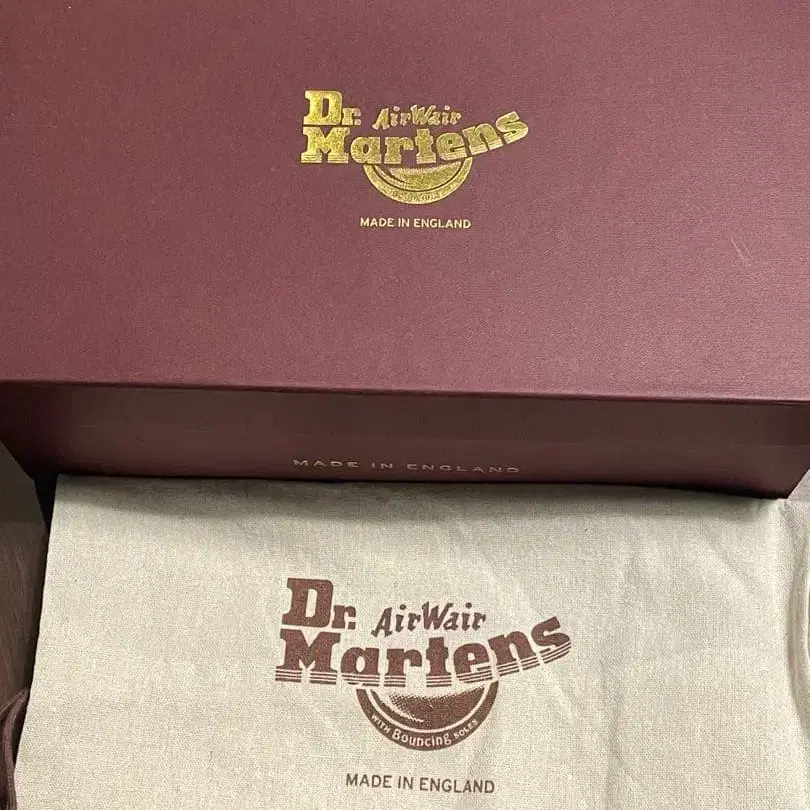 Dr. AirWair
Martens
MADE IN ENGLAND
MADE IN ENGLAND
Dr. AirWair
Martens
WITH Bouncing SOLES
MADE IN ENGLAND